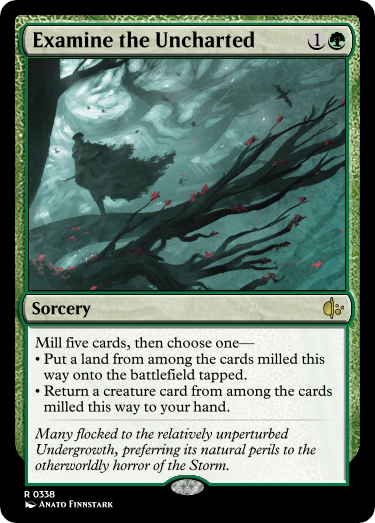 Examine the Uncharted 1
Sorcery
Mill five cards, then choose one—
• Put a land from among the cards milled this
way onto the battlefield tapped.
• Return a creature card from among the cards
milled this way to your hand.
Many flocked to the relatively unperturbed
Undergrowth, preferring its natural perils to the
otherworldly horror of the Storm.
R 0338
Anato Finnstark